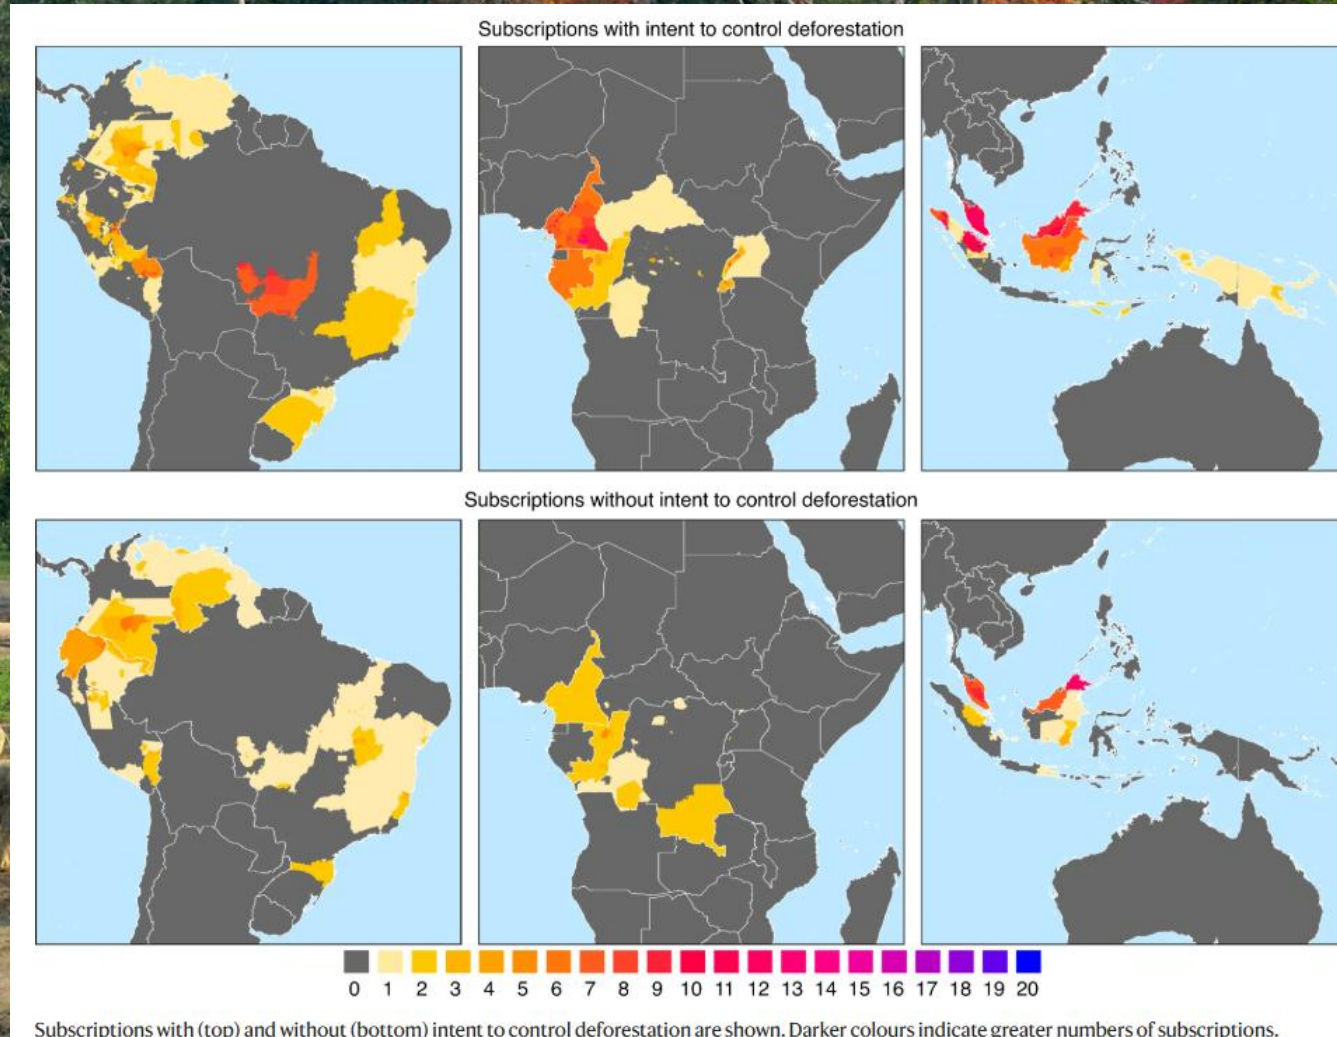 Subscriptions with intent to control deforestation
Subscriptions without intent to control deforestation
0 1 2 3 4 5 6 7 8 9 10 11 12 13 14 15 16 17 18 19 20
Subscriptions with (top) and without (bottom) intent to control deforestation are shown. Darker colours indicate greater numbers of subscriptions.